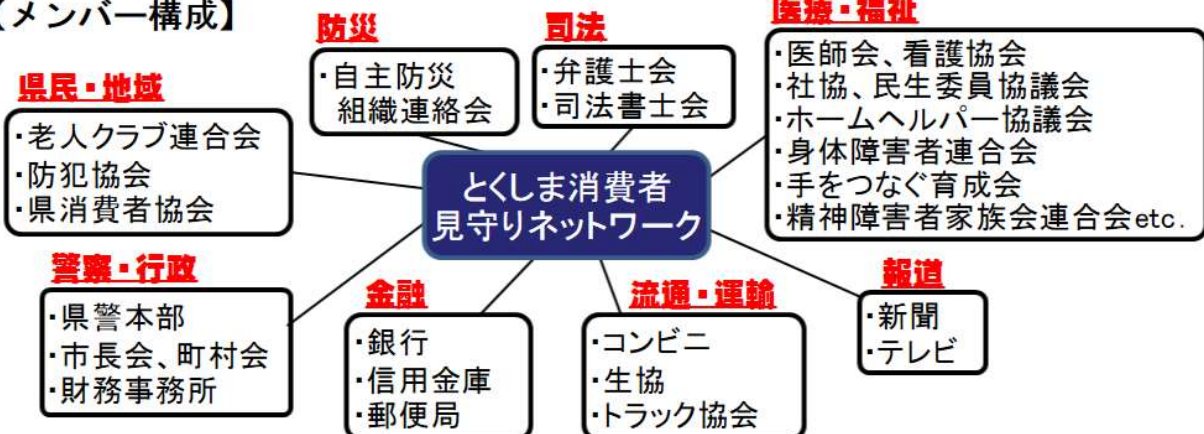 【メンバー構成】
防災
・自主防災
組織連絡会
司法
・弁護士会
・司法書士会
医療・福祉
・医師会、看護協会
・社協、民生委員協議会
・ホームヘルパー協議会
・身体障害者連合会
・手をつなぐ育成会
・精神障害者家族会連合会etc.
県民・地域
・老人クラブ連合会
・防犯協会
・県消費者協会
とくしま消費者
見守りネットワーク
警察・行政
・県警本部
・市長会、町村会
・財務事務所
金融
・銀行
・信用金庫
・郵便局
流通・運輸
・コンビニ
・生協
・トラック協会
報道
・新聞
・テレビ